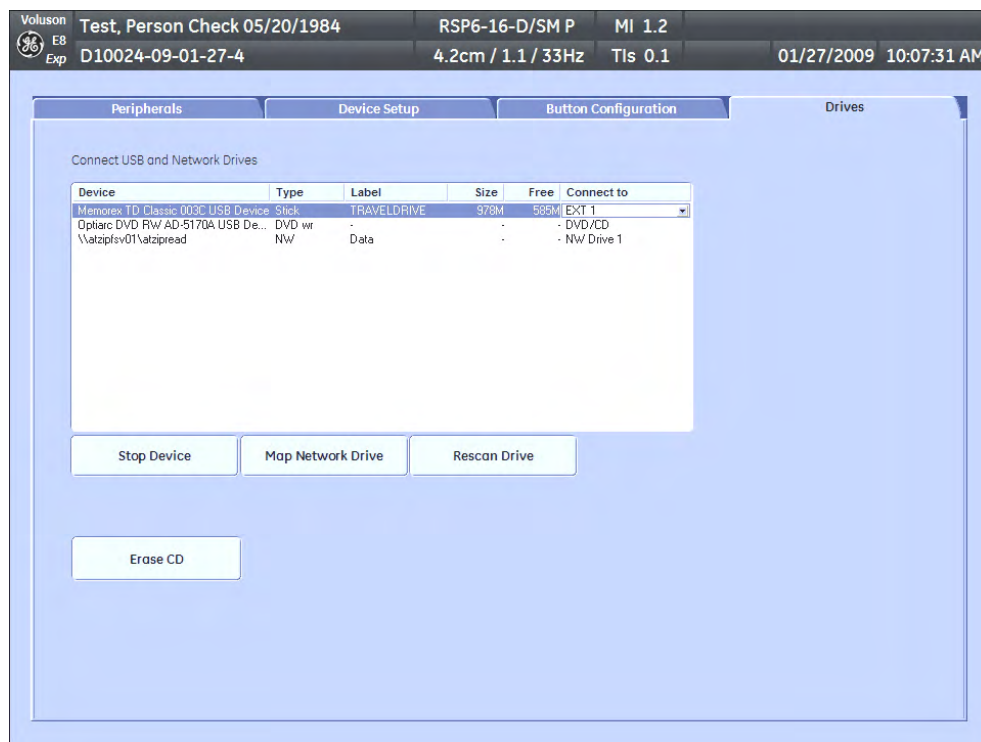 Voluson Test, Person Check 05/20/1984 RSP6-16-D/SM P MI 1.2
E8
Exp D10024-09-01-27-4 4.2cm / 1.1 / 33Hz TIs 0.1 01/27/2009 10:07:31 AM
Peripherals Device Setup Button Configuration Drives
Connect USB and Network Drives
Device Type Label Size Free Connect to
Memorex TD Classic 003C USB Device Stick TRAVELDRIVE 978M 585M EXT 1
Optiarc DVD RW AD-5170A USB De... DVD wr - - - DVD/CD
\\atzipfsv01\atzipread NW Data - - NW Drive 1
Stop Device Map Network Drive Rescan Drive
Erase CD